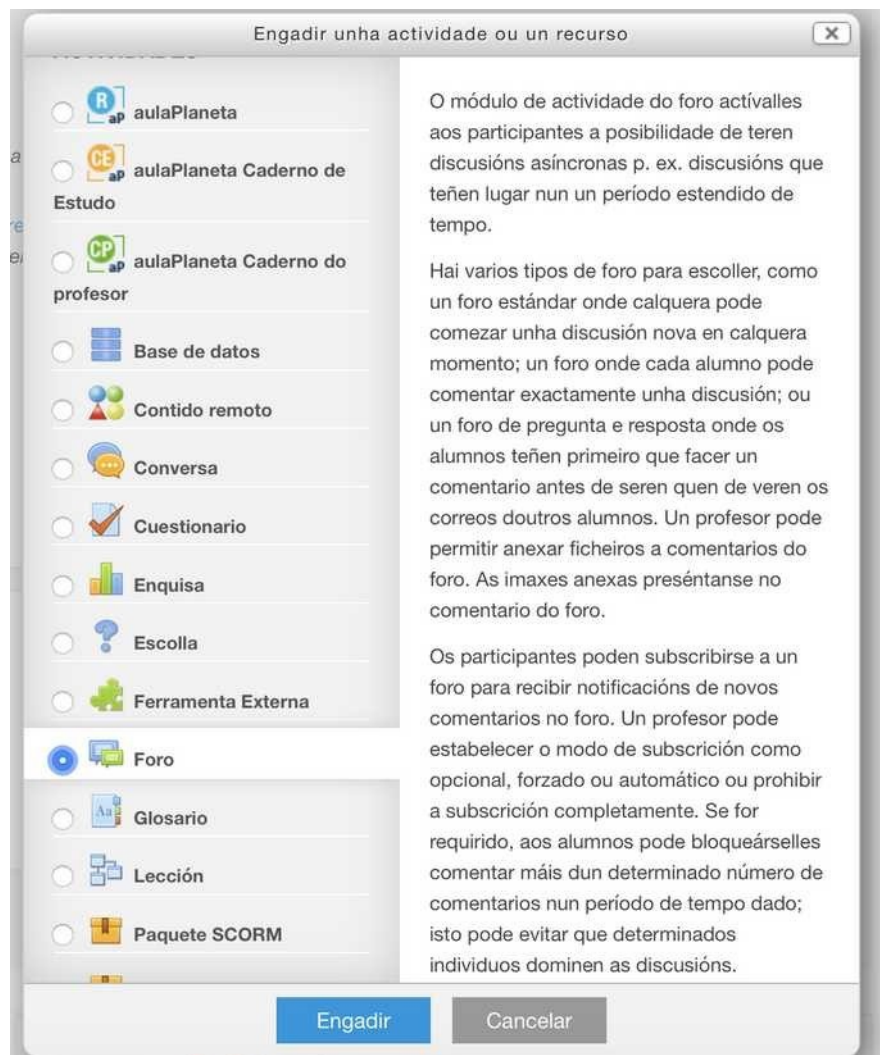 Engadir unha actividade ou un recurso
aulaPlaneta
aulaPlaneta Caderno de
Estudo
aulaPlaneta Caderno do
profesor
Base de datos
Contido remoto
Conversa
Cuestionario
Enquisa
Escolla
Ferramenta Externa
Foro
Glosario
Lección
Paquete SCORM
O módulo de actividade do foro actívalles
aos participantes a posibilidade de teren
discusións asíncronas p. ex. discusións que
teñen lugar nun un período estendido de
tempo.
Hai varios tipos de foro para escoller, como
un foro estándar onde calquera pode
comezar unha discusión nova en calquera
momento; un foro onde cada alumno pode
comentar exactamente unha discusión; ou
un foro de pregunta e resposta onde os
alumnos teñen primeiro que facer un
comentario antes de seren quen de veren os
correos doutros alumnos. Un profesor pode
permitir anexar ficheiros a comentarios do
foro. As imaxes anexas preséntanse no
comentario do foro.
Os participantes poden subscribirse a un
foro para recibir notificacións de novos
comentarios no foro. Un profesor pode
estabelecer o modo de subscrición como
opcional, forzado ou automático ou prohibir
a subscrición completamente. Se for
requirido, aos alumnos pode bloqueárselles
comentar máis dun determinado número de
comentarios nun período de tempo dado;
isto pode evitar que determinados
individuos dominen as discusións.
Engadir
Cancelar